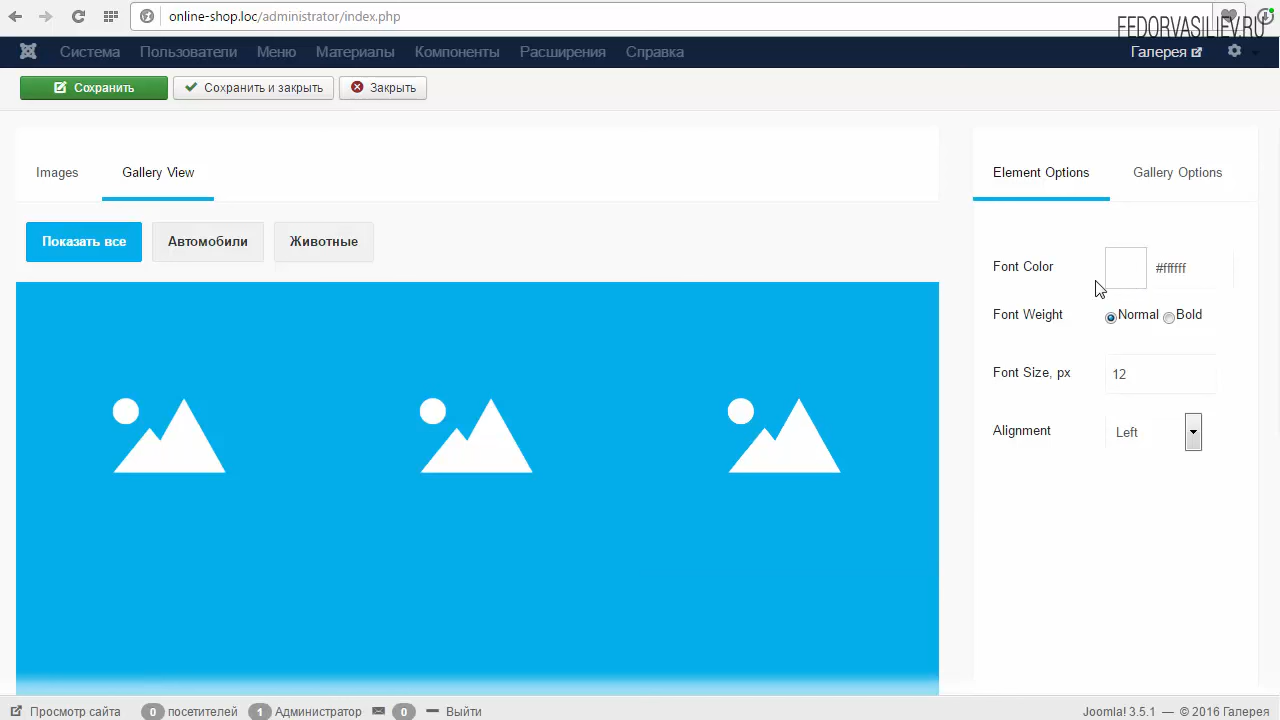 online-shop.loc/administrator/index.php
FEDORVASILIEV.RU
Система Пользователи Меню Материалы Компоненты Расширения Справка Галерея
Сохранить Сохранить и закрыть Закрыть
Images Gallery View
Element Options Gallery Options
Показать все Автомобили Животные
Font Color #ffffff
Font Weight Normal Bold
Font Size, px 12
Alignment Left
Просмотр сайта 0 посетителей 1 Администратор 0 Выйти Joomla! 3.5.1 — © 2016 Галерея